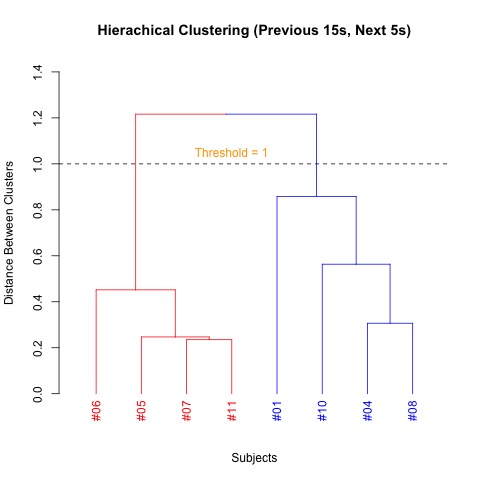 Hierachical Clustering (Previous 15s, Next 5s)
Distance Between Clusters
1.4
1.2
1.0
0.8
0.6
0.4
0.2
0.0
Threshold = 1
#06 #05 #07 #11 #01 #10 #04 #08
Subjects